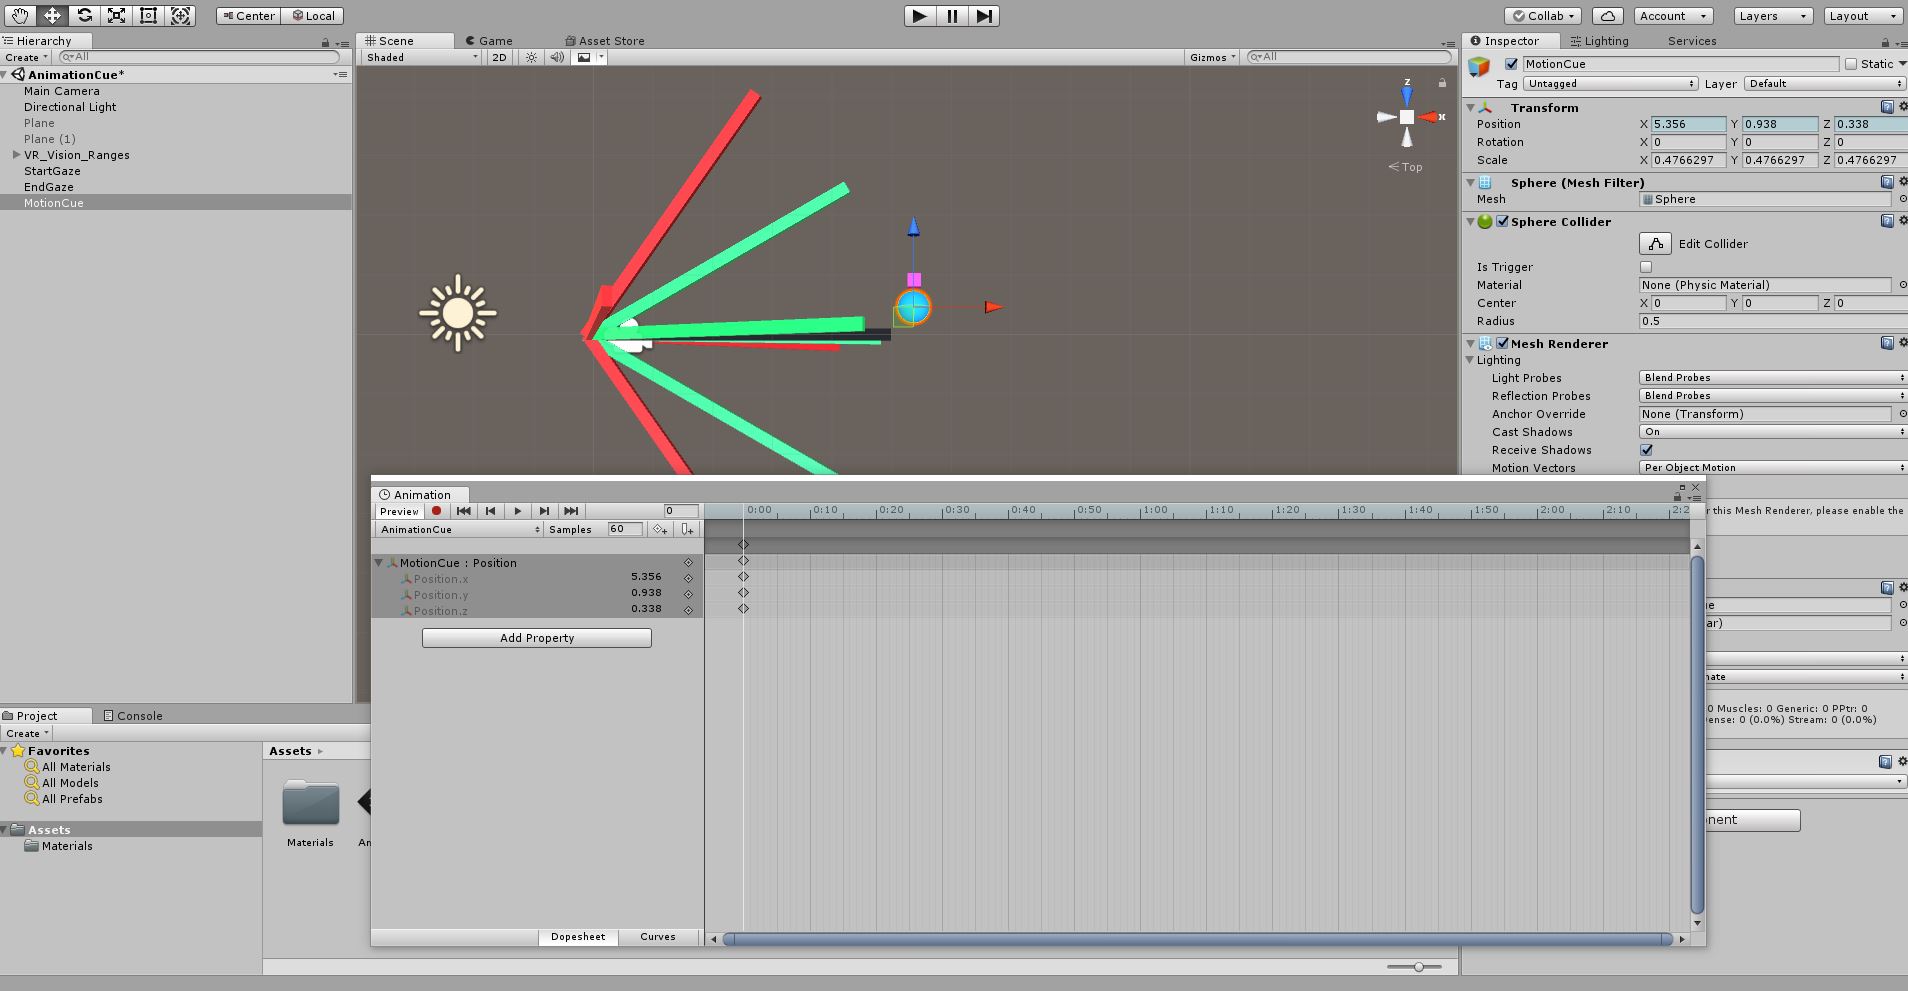 Center
Local
Collab
Account
Layers
Layout
Hierarchy
Create
All
AnimationCue*
Main Camera
Directional Light
Plane
Plane (1)
VR_Vision_Ranges
StartGaze
EndGaze
MotionCue
Scene
Game
Asset Store
Shaded
2D
Gizmos
All
z
x
Top
Inspector
Lighting
Services
MotionCue
Static
Tag Untagged
Layer Default
Transform
Position X 5.356 Y 0.938 Z 0.338
Rotation X 0 Y 0 Z 0
Scale X 0.4766297 Y 0.4766297 Z 0.4766297
Sphere (Mesh Filter)
Mesh Sphere
Sphere Collider
Edit Collider
Is Trigger
Material None (Physic Material)
Center X 0 Y 0 Z 0
Radius 0.5
Mesh Renderer
Lighting
Light Probes Blend Probes
Reflection Probes Blend Probes
Anchor Override None (Transform)
Cast Shadows On
Receive Shadows
Motion Vectors Per Object Motion
r this Mesh Renderer, please enable the
ue
ar)
nate
0 Muscles: 0 Generic: 0 PPtr: 0
ense: 0 (0.0%) Stream: 0 (0.0%)
nent
Animation
Preview
0
0:00 0:10 0:20 0:30 0:40 0:50 1:00 1:10 1:20 1:30 1:40 1:50 2:00 2:10 2:2
AnimationCue
Samples 60
MotionCue : Position
Position.x 5.356
Position.y 0.938
Position.z 0.338
Add Property
Dopesheet
Curves
Project
Console
Create
Favorites
All Materials
All Models
All Prefabs
Assets
Materials
Assets
Materials
An